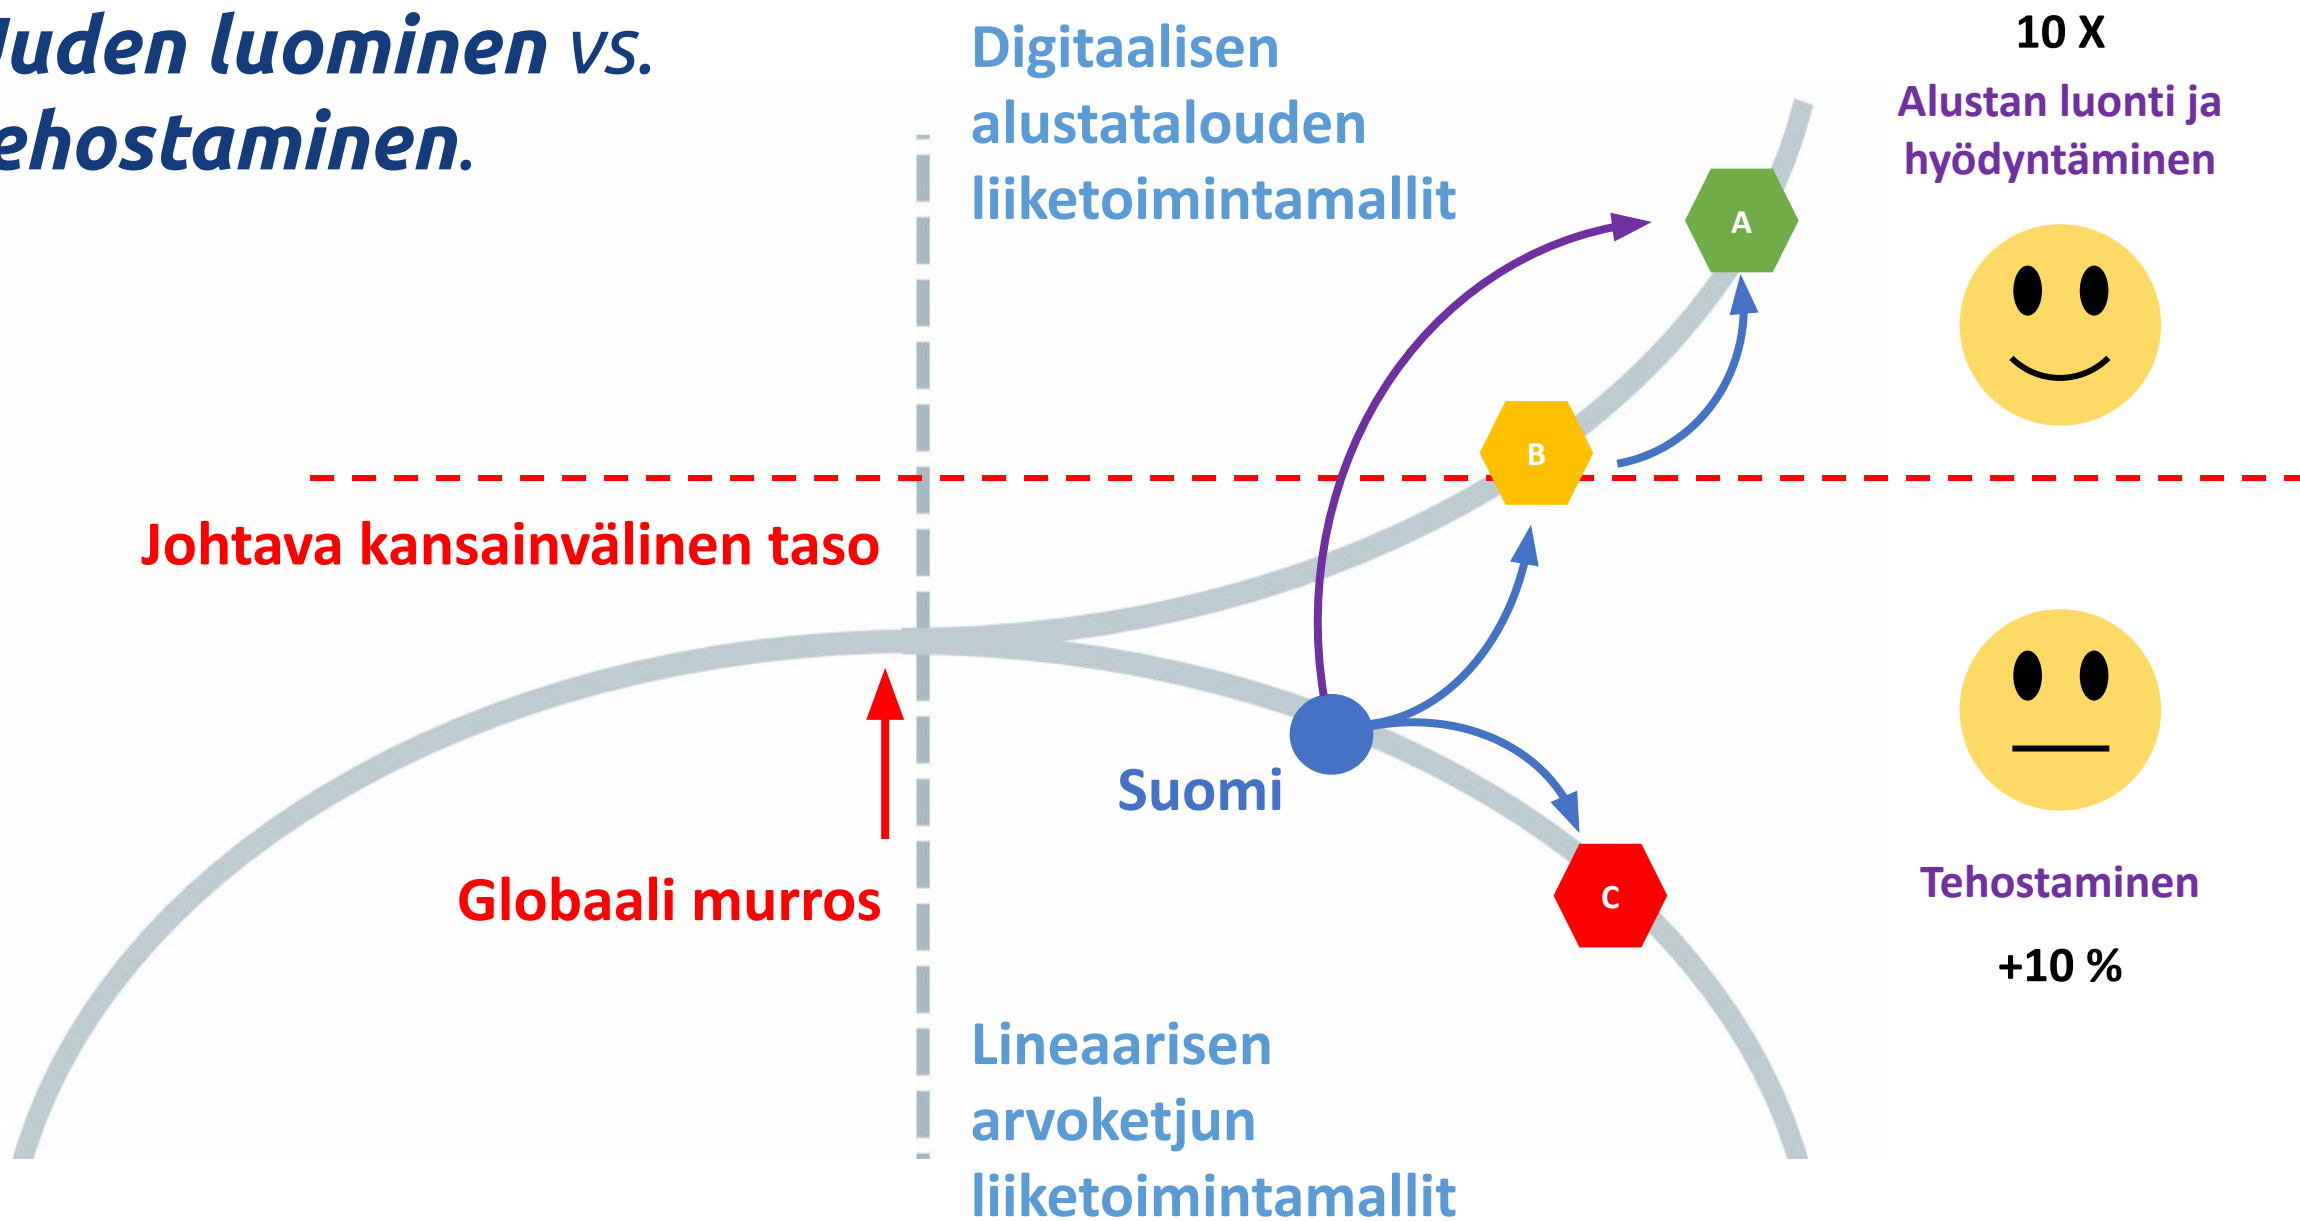 uden luominen vs.
ehostaminen.
Digitaalisen
alustatalouden
liiketoimintamallit
10 X
Alustan luonti ja
hyödyntäminen
A
B
Johtava kansainvälinen taso
Suomi
Globaali murros
C
Tehostaminen
+10 %
Lineaarisen
arvoketjun
liiketoimintamallit